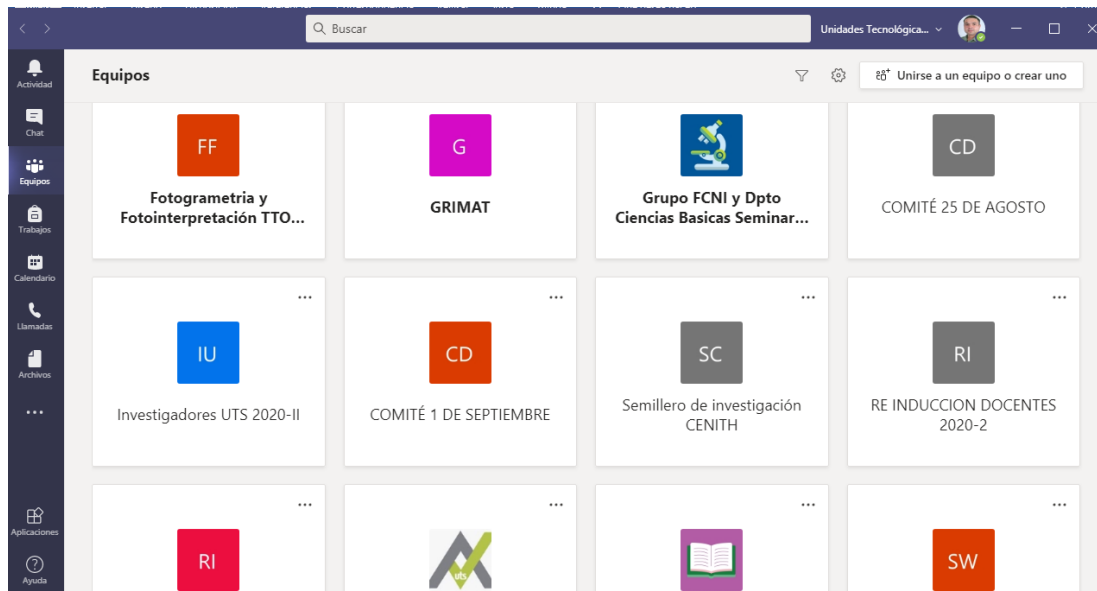 Buscar
Unidades Tecnológica...
Actividad
Chat
Equipos
Trabajos
Calendario
Llamadas
Archivos
Aplicaciones
Ayuda
Equipos
Unirse a un equipo o crear uno
FF
Fotogrametria y
Fotointerpretación TTO...
G
GRIMAT
Grupo FCNI y Dpto
Ciencias Basicas Seminar...
CD
COMITÉ 25 DE AGOSTO
IU
Investigadores UTS 2020-II
CD
COMITÉ 1 DE SEPTIEMBRE
SC
Semillero de investigación
CENITH
RI
RE INDUCCION DOCENTES
2020-2
RI
uts
SW